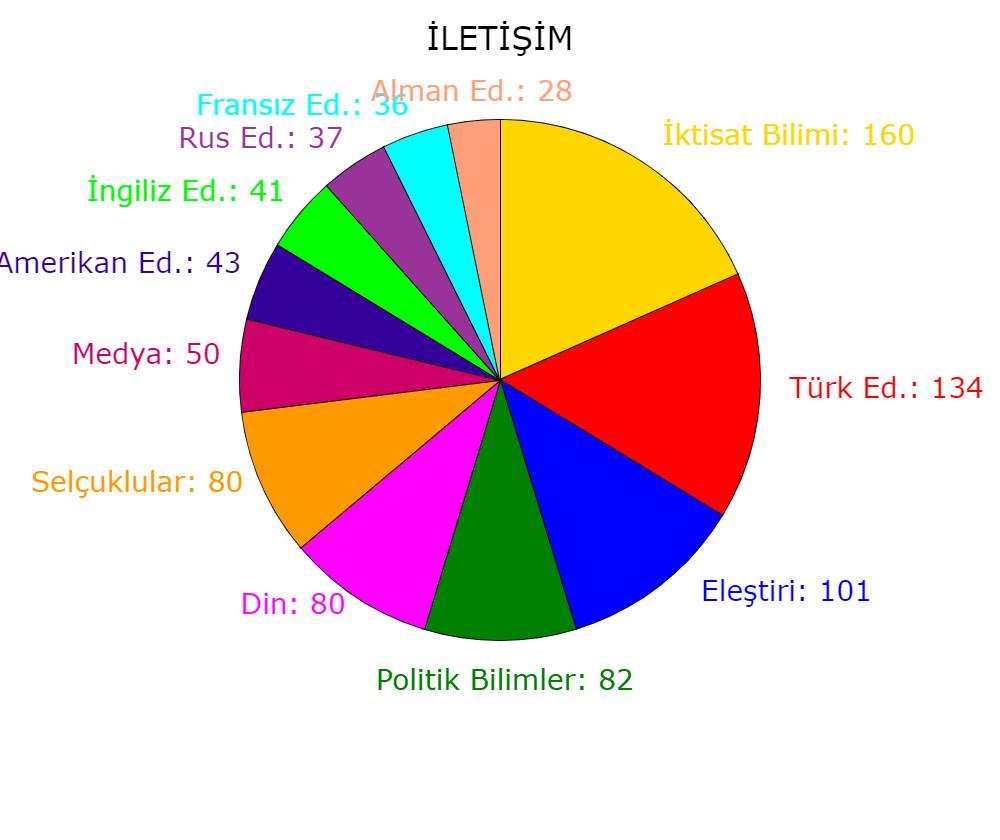 İLETİŞİM
Alman Ed.: 28
Fransız Ed.: 36
İktisat Bilimi: 160
Rus Ed.: 37
İngiliz Ed.: 41
Amerikan Ed.: 43
Medya: 50
Türk Ed.: 134
Selçuklular: 80
Eleştiri: 101
Din: 80
Politik Bilimler: 82